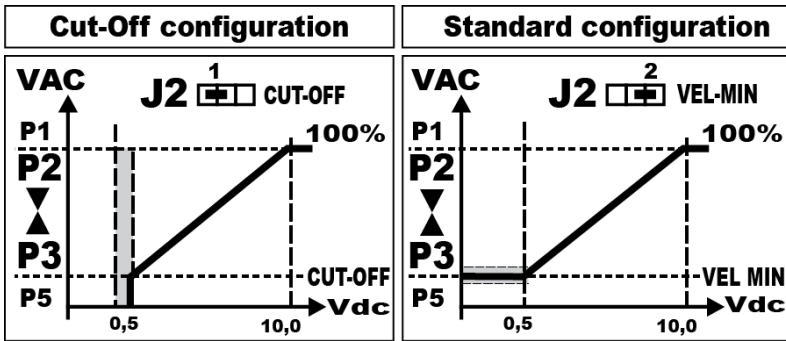 Cut-Off configuration
VAC
1
J2 CUT-OFF
P1
100%
P2
P3
CUT-OFF
P5
Vdc
0,5
10,0
Standard configuration
VAC
2
J2 VEL-MIN
P1
100%
P2
P3
VEL MIN
P5
Vdc
0,5
10,0